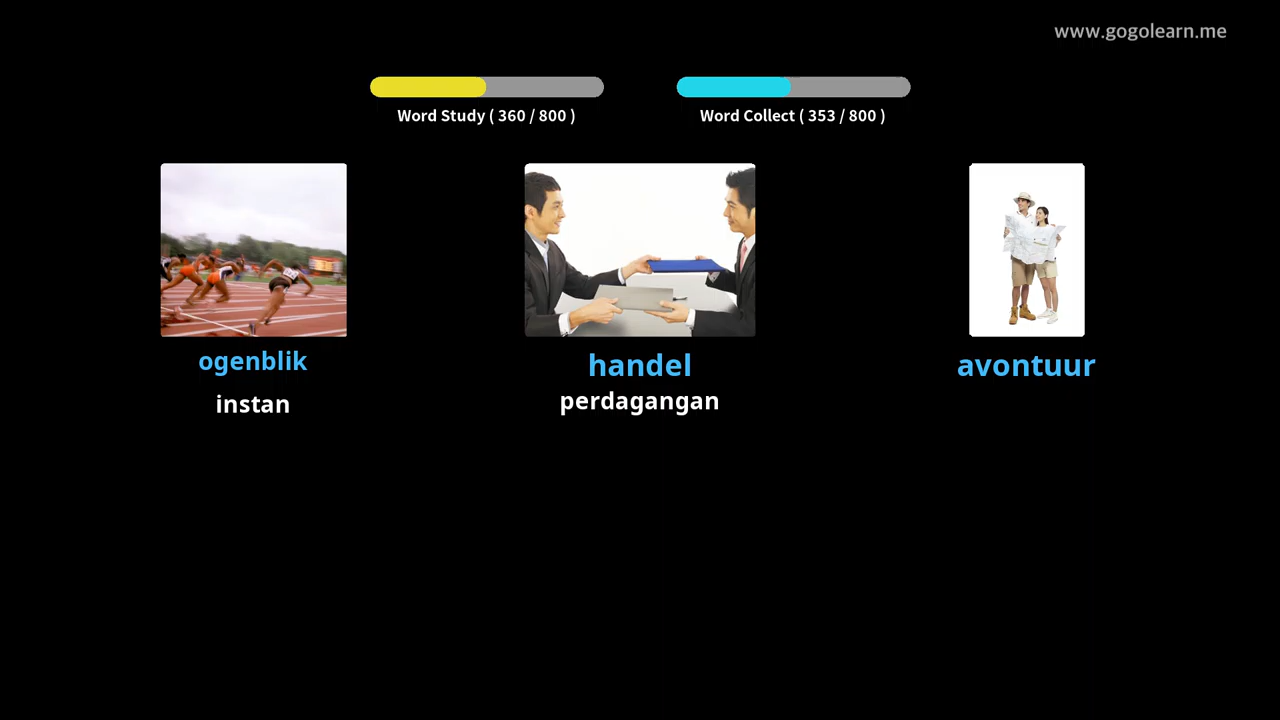 www.gogolearn.me
Word Study ( 360 / 800 )
Word Collect ( 353 / 800 )
ogenblik
handel
avontuur
instan
perdagangan